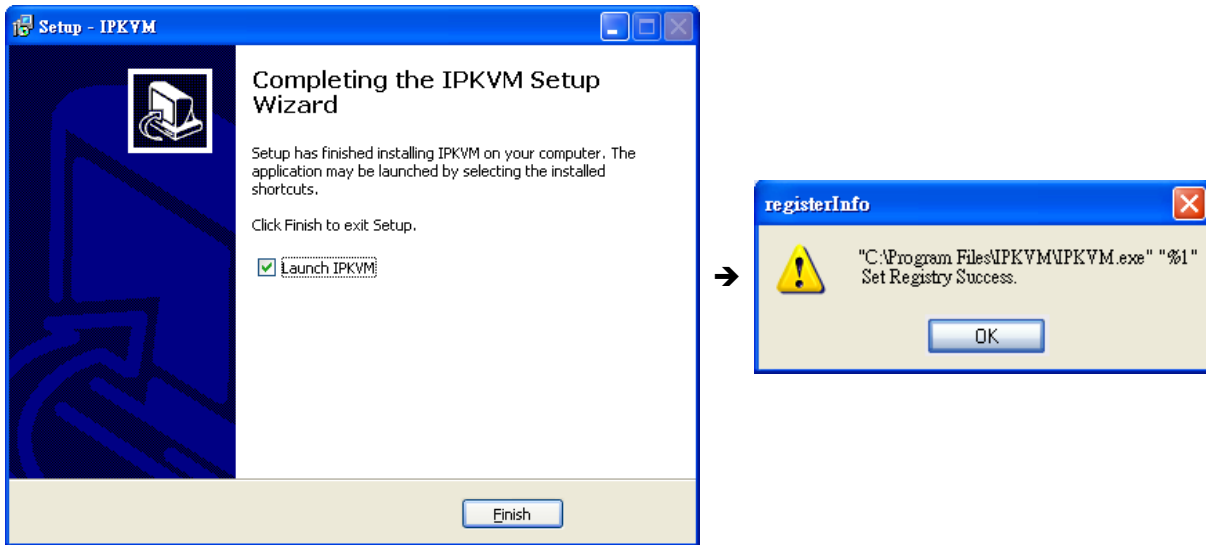 Setup - IPKVM
Completing the IPKVM Setup
Wizard
Setup has finished installing IPKVM on your computer. The
application may be launched by selecting the installed
shortcuts.
Click Finish to exit Setup.
Launch IPKVM
Finish
➔
registerInfo
"C:\Program Files\IPKVM\IPKVM.exe" "%1"
Set Registry Success.
OK